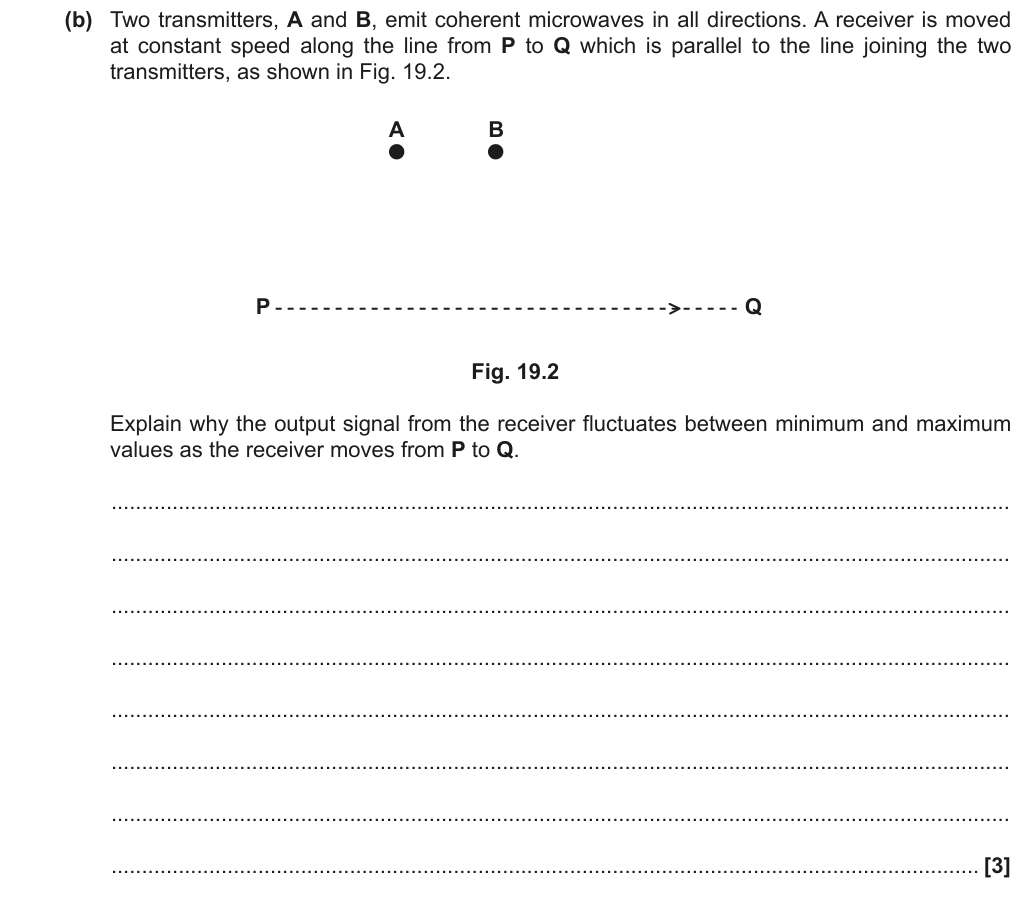 (b) Two transmitters, A and B, emit coherent microwaves in all directions. A receiver is moved
at constant speed along the line from P to Q which is parallel to the line joining the two
transmitters, as shown in Fig. 19.2.
A B
P Q
Fig. 19.2
Explain why the output signal from the receiver fluctuates between minimum and maximum
values as the receiver moves from P to Q.
[3]